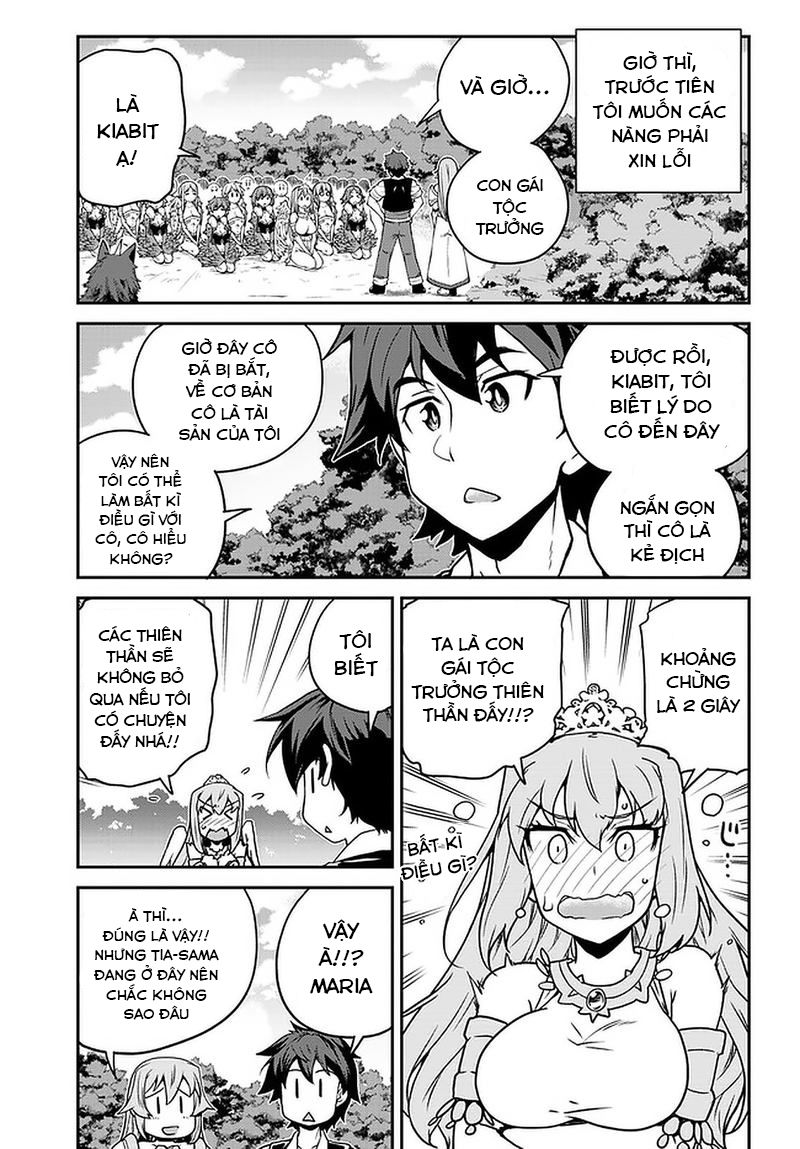 GIỜ THÌ,
TRƯỚC TIÊN
TÔI MUỐN CÁC
NÀNG PHẢI
XIN LỖI
VÀ GIỜ...
CON GÁI
TỘC
TRƯỞNG
LÀ
KIABIT
Ạ!
ĐƯỢC RỒI,
KIABIT, TÔI
BIẾT LÝ DO
CÔ ĐẾN ĐÂY
NGẮN GỌN
THÌ CÔ LÀ
KẺ ĐỊCH
GIỜ ĐÂY CÔ
ĐÃ BỊ BẮT,
VỀ CƠ BẢN
CÔ LÀ TÀI
SẢN CỦA TÔI
VẬY NÊN
TÔI CÓ THỂ
LÀM BẤT KÌ
ĐIỀU GÌ VỚI
CÔ, CÔ HIỂU
KHÔNG?
KHOẢNG
CHỪNG
LÀ 2 GIÂY
TA LÀ CON
GÁI TỘC
TRƯỞNG THIÊN
THẦN ĐẤY!!?
BẤT KÌ
ĐIỀU GÌ?
TÔI
BIẾT
CÁC THIÊN
THẦN SẼ
KHÔNG BỎ
QUA NẾU TÔI
CÓ CHUYỆN
ĐẤY NHÁ!!
VẬY
À!!?
MARIA
À THÌ...
ĐÚNG LÀ VẬY!!
NHƯNG TIA-SAMA
ĐANG Ở ĐÂY NÊN
CHẮC KHÔNG
SAO ĐÂU